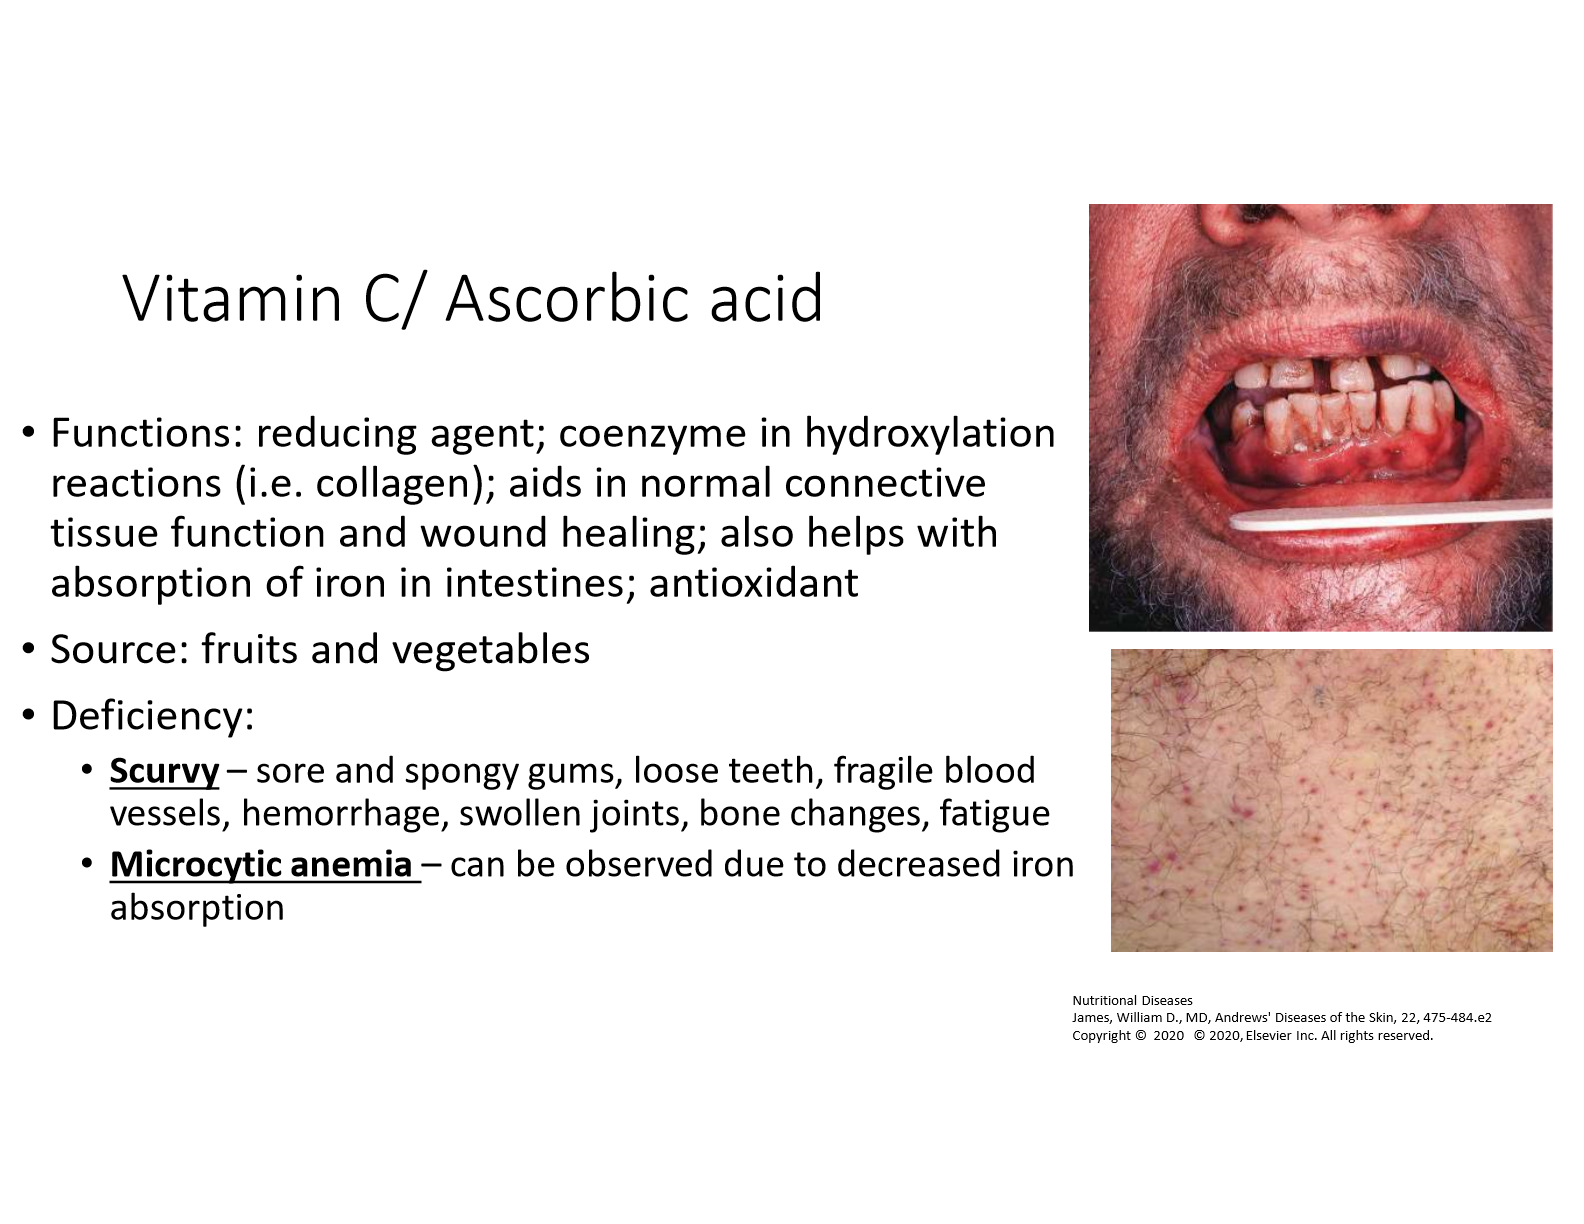 Vitamin C/ Ascorbic acid
• Functions: reducing agent; coenzyme in hydroxylation
reactions (i.e. collagen); aids in normal connective
tissue function and wound healing; also helps with
absorption of iron in intestines; antioxidant
• Source: fruits and vegetables
• Deficiency:
• Scurvy – sore and spongy gums, loose teeth, fragile blood
vessels, hemorrhage, swollen joints, bone changes, fatigue
• Microcytic anemia – can be observed due to decreased iron
absorption
Nutritional Diseases
James, William D., MD, Andrews' Diseases of the Skin, 22, 475-484.e2
Copyright © 2020 © 2020, Elsevier Inc. All rights reserved.